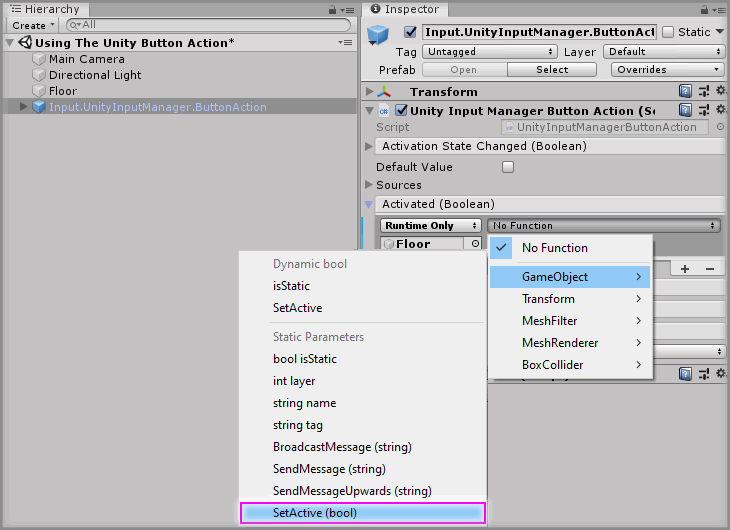 Hierarchy
Create
All
Using The Unity Button Action*
Main Camera
Directional Light
Floor
Input.UnityInputManager.ButtonAction
Inspector
Input.UnityInputManager.ButtonAct
Static
Tag
Untagged
Layer
Default
Prefab
Open
Select
Overrides
Transform
Unity Input Manager Button Action (Sc
Script
UnityInputManagerButtonAction
Activation State Changed (Boolean)
Default Value
Sources
Activated (Boolean)
Runtime Only
No Function
Floor
No Function
GameObject
Transform
MeshFilter
MeshRenderer
BoxCollider
Dynamic bool
isStatic
SetActive
Static Parameters
bool isStatic
int layer
string name
string tag
BroadcastMessage (string)
SendMessage (string)
SendMessageUpwards (string)
SetActive (bool)